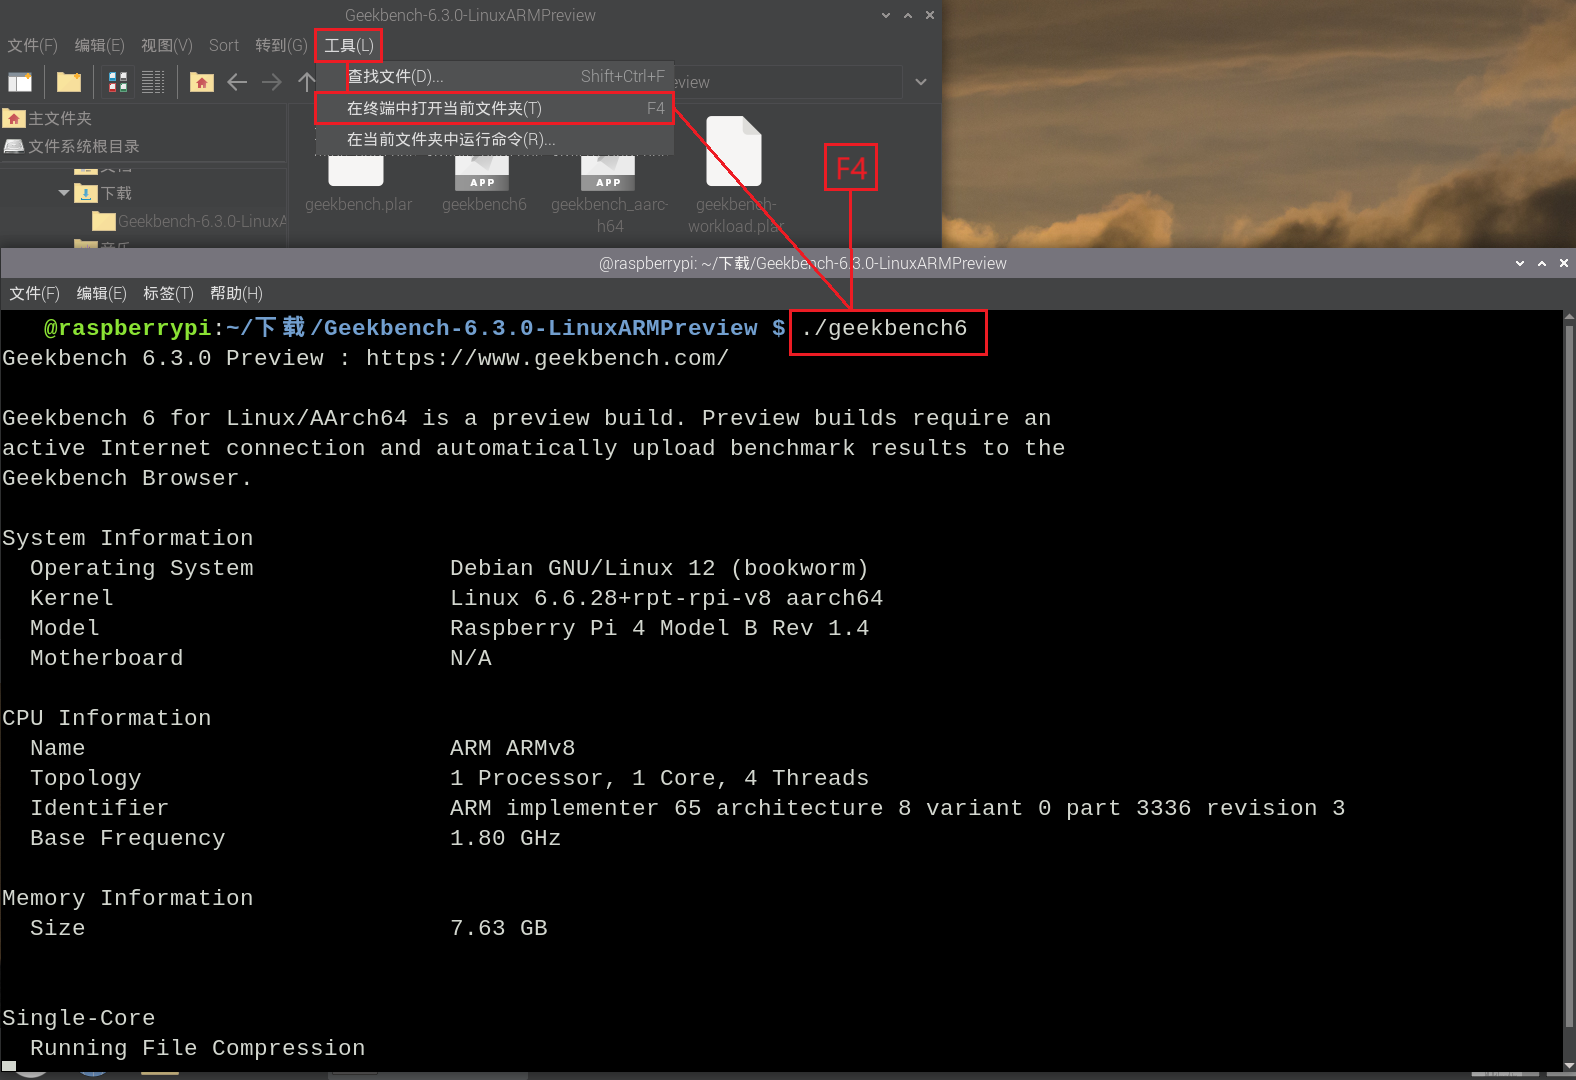 Geekbench-6.3.0-LinuxARMPreview
文件(F) 编辑(E) 视图(V) Sort 转到(G) 工具(L)
查找文件(D)... Shift+Ctrl+F
eview
在终端中打开当前文件夹(T) F4
在当前文件夹中运行命令(R)...
主文件夹
文件系统根目录
下载
Geekbench-6.3.0-LinuxA
音乐
APP
APP
geekbench.plar
geekbench6
geekbench_aarc-
h64
geekbench-
workload.plar
F4
@raspberrypi: ~/下载/Geekbench-6.3.0-LinuxARMPreview
文件(F) 编辑(E) 标签(T) 帮助(H)
@raspberrypi:~/下载/Geekbench-6.3.0-LinuxARMPreview $ ./geekbench6
Geekbench 6.3.0 Preview : https://www.geekbench.com/
Geekbench 6 for Linux/AArch64 is a preview build. Preview builds require an
active Internet connection and automatically upload benchmark results to the
Geekbench Browser.
System Information
Operating System Debian GNU/Linux 12 (bookworm)
Kernel Linux 6.6.28+rpt-rpi-v8 aarch64
Model Raspberry Pi 4 Model B Rev 1.4
Motherboard N/A
CPU Information
Name ARM ARMv8
Topology 1 Processor, 1 Core, 4 Threads
Identifier ARM implementer 65 architecture 8 variant 0 part 3336 revision 3
Base Frequency 1.80 GHz
Memory Information
Size 7.63 GB
Single-Core
Running File Compression